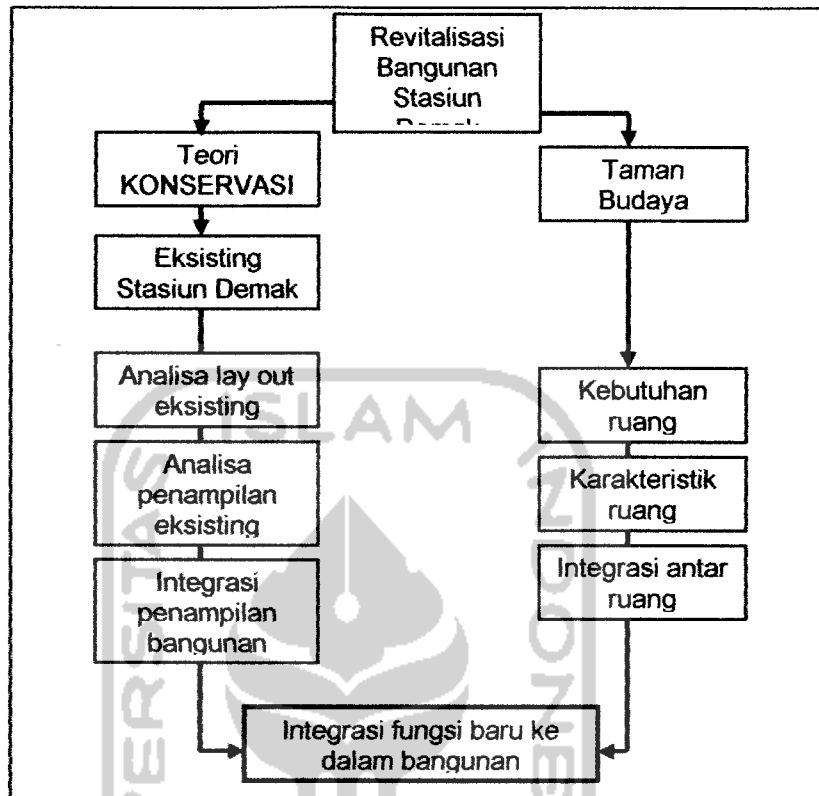 Revitalisasi
Bangunan
Stasiun
Teori
KONSERVASI
Taman
Budaya
Eksisting
Stasiun Demak
Analisa lay out
eksisting
Kebutuhan
ruang
Analisa
penampilan
eksisting
Karakteristik
ruang
Integrasi
penampilan
bangunan
Integrasi antar
ruang
Integrasi fungsi baru ke
dalam bangunan
ISLAM